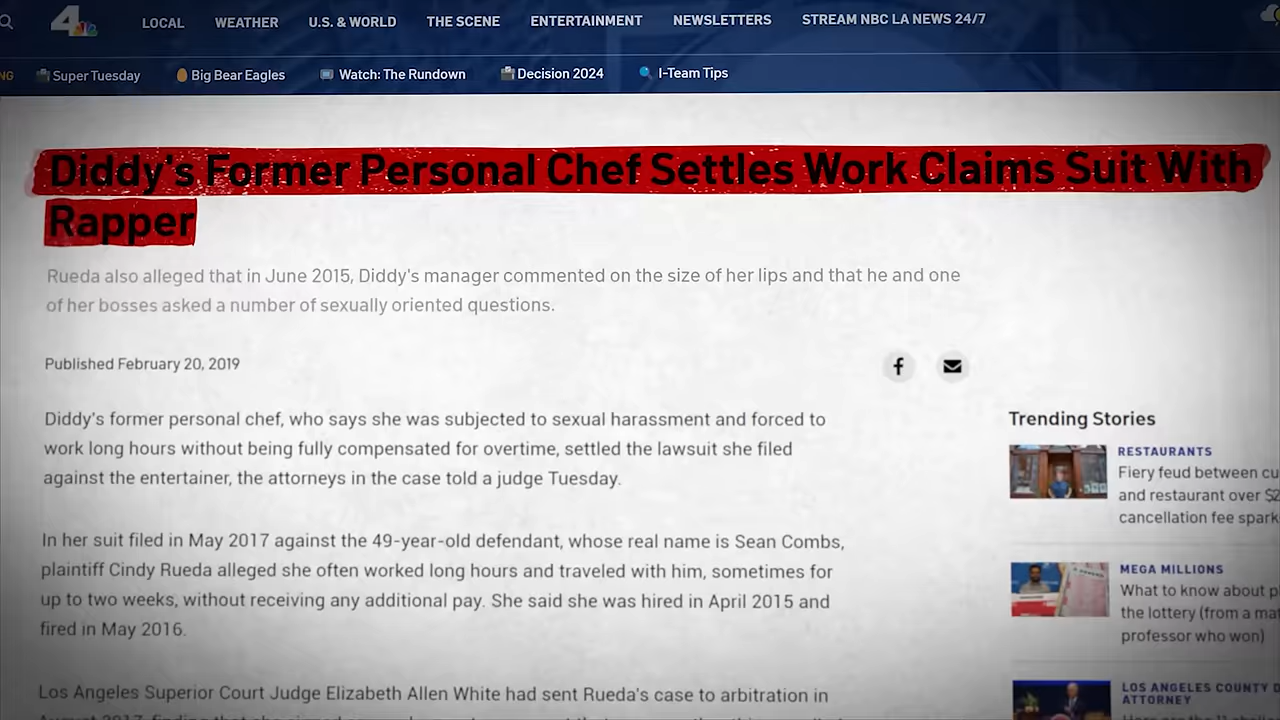 4
LOCAL
WEATHER
U.S. & WORLD
THE SCENE
ENTERTAINMENT
NEWSLETTERS
STREAM NBC LA NEWS 24/7
NG
Super Tuesday
Big Bear Eagles
Watch: The Rundown
Decision 2024
I-Team Tips
Diddy's Former Personal Chef Settles Work Claims Suit With
Rapper
Rueda also alleged that in June 2015, Diddy's manager commented on the size of her lips and that he and one
of her bosses asked a number of sexually oriented questions.
Published February 20, 2019
Diddy's former personal chef, who says she was subjected to sexual harassment and forced to
work long hours without being fully compensated for overtime, settled the lawsuit she filed
against the entertainer, the attorneys in the case told a judge Tuesday.
In her suit filed in May 2017 against the 49-year-old defendant, whose real name is Sean Combs,
plaintiff Cindy Rueda alleged she often worked long hours and traveled with him, sometimes for
up to two weeks, without receiving any additional pay. She said she was hired in April 2015 and
fired in May 2016.
Los Angeles Superior Court Judge Elizabeth Allen White had sent Rueda's case to arbitration in
Trending Stories
RESTAURANTS
Fiery feud between cu
and restaurant over $2
cancellation fee spark
MEGA MILLIONS
What to know about p
the lottery (from a mat
professor who won)
LOS ANGELES COUNTY D
ATTORNEY